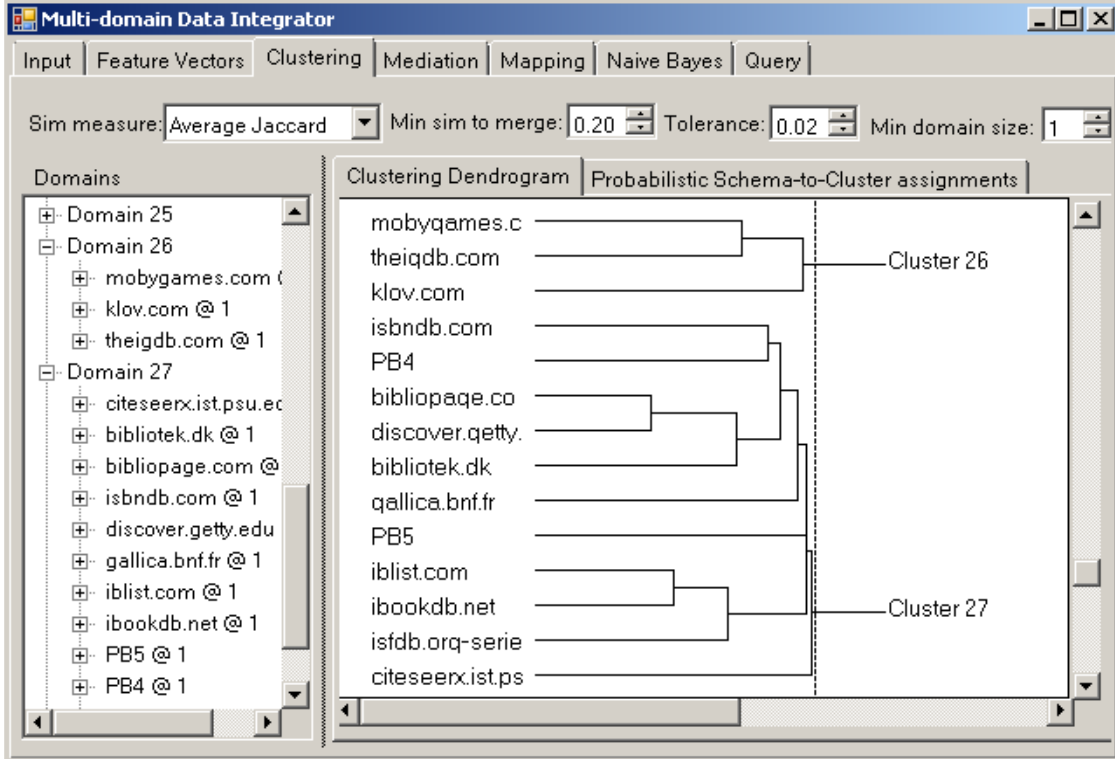 Multi-domain Data Integrator
Input Feature Vectors Clustering Mediation Mapping Naive Bayes Query
Sim measure: Average Jaccard Min sim to merge: 0.20 Tolerance: 0.02 Min domain size: 1
Domains
Domain 25
Domain 26
mobygames.com (
klov.com @ 1
theigdb.com @ 1
Domain 27
citeseerx.ist.psu.ec
bibliotek.dk @ 1
bibliopage.com @
isbndb.com @ 1
discover.getty.edu
gallica.bnf.fr @ 1
iblist.com @ 1
ibookdb.net @ 1
PB5 @ 1
PB4 @ 1
Clustering Dendrogram Probabilistic Schema-to-Cluster assignments
mobygames.c
theigdb.com
Cluster 26
klov.com
isbndb.com
PB4
bibliopage.co
discover.getty.
bibliotek.dk
gallica.bnf.fr
PB5
iblist.com
ibookdb.net
Cluster 27
isfdb.org-serie
citeseerx.ist.ps